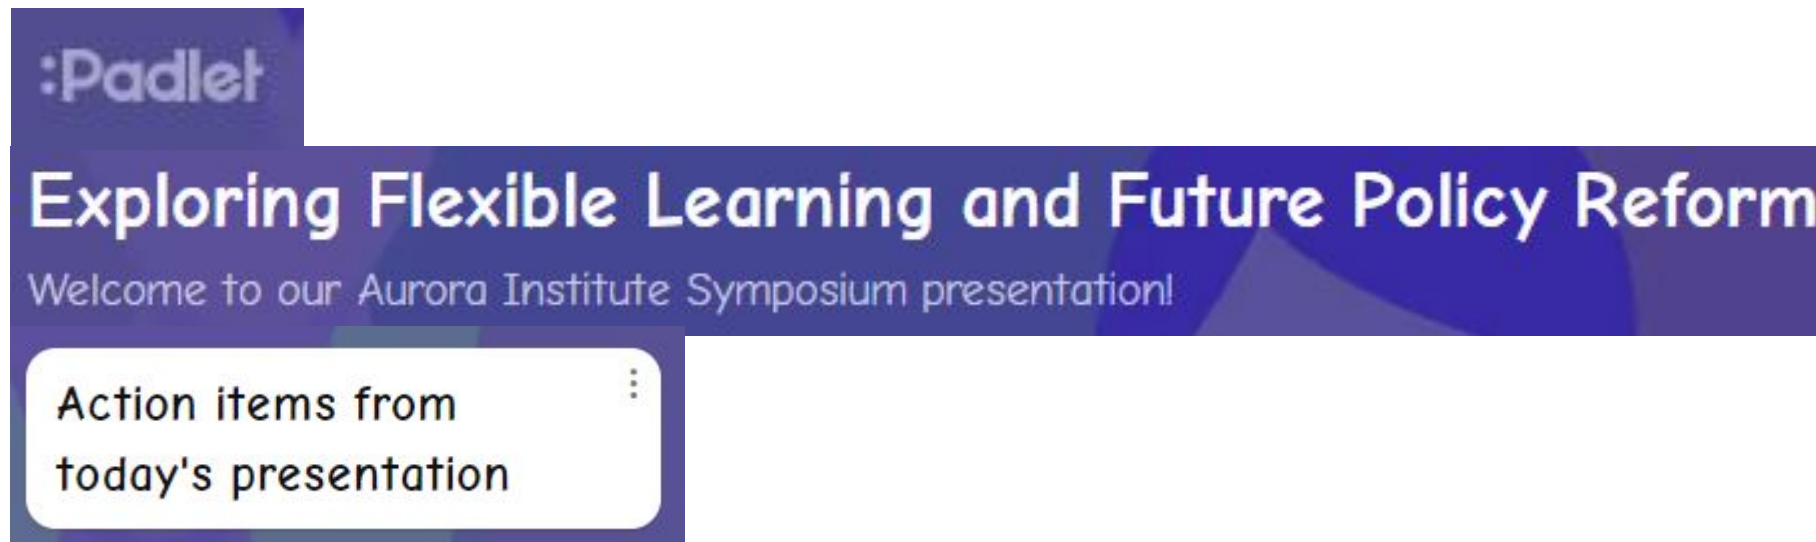 :Padlet
Exploring Flexible Learning and Future Policy Reform
Welcome to our Aurora Institute Symposium presentation!
Action items from
today's presentation